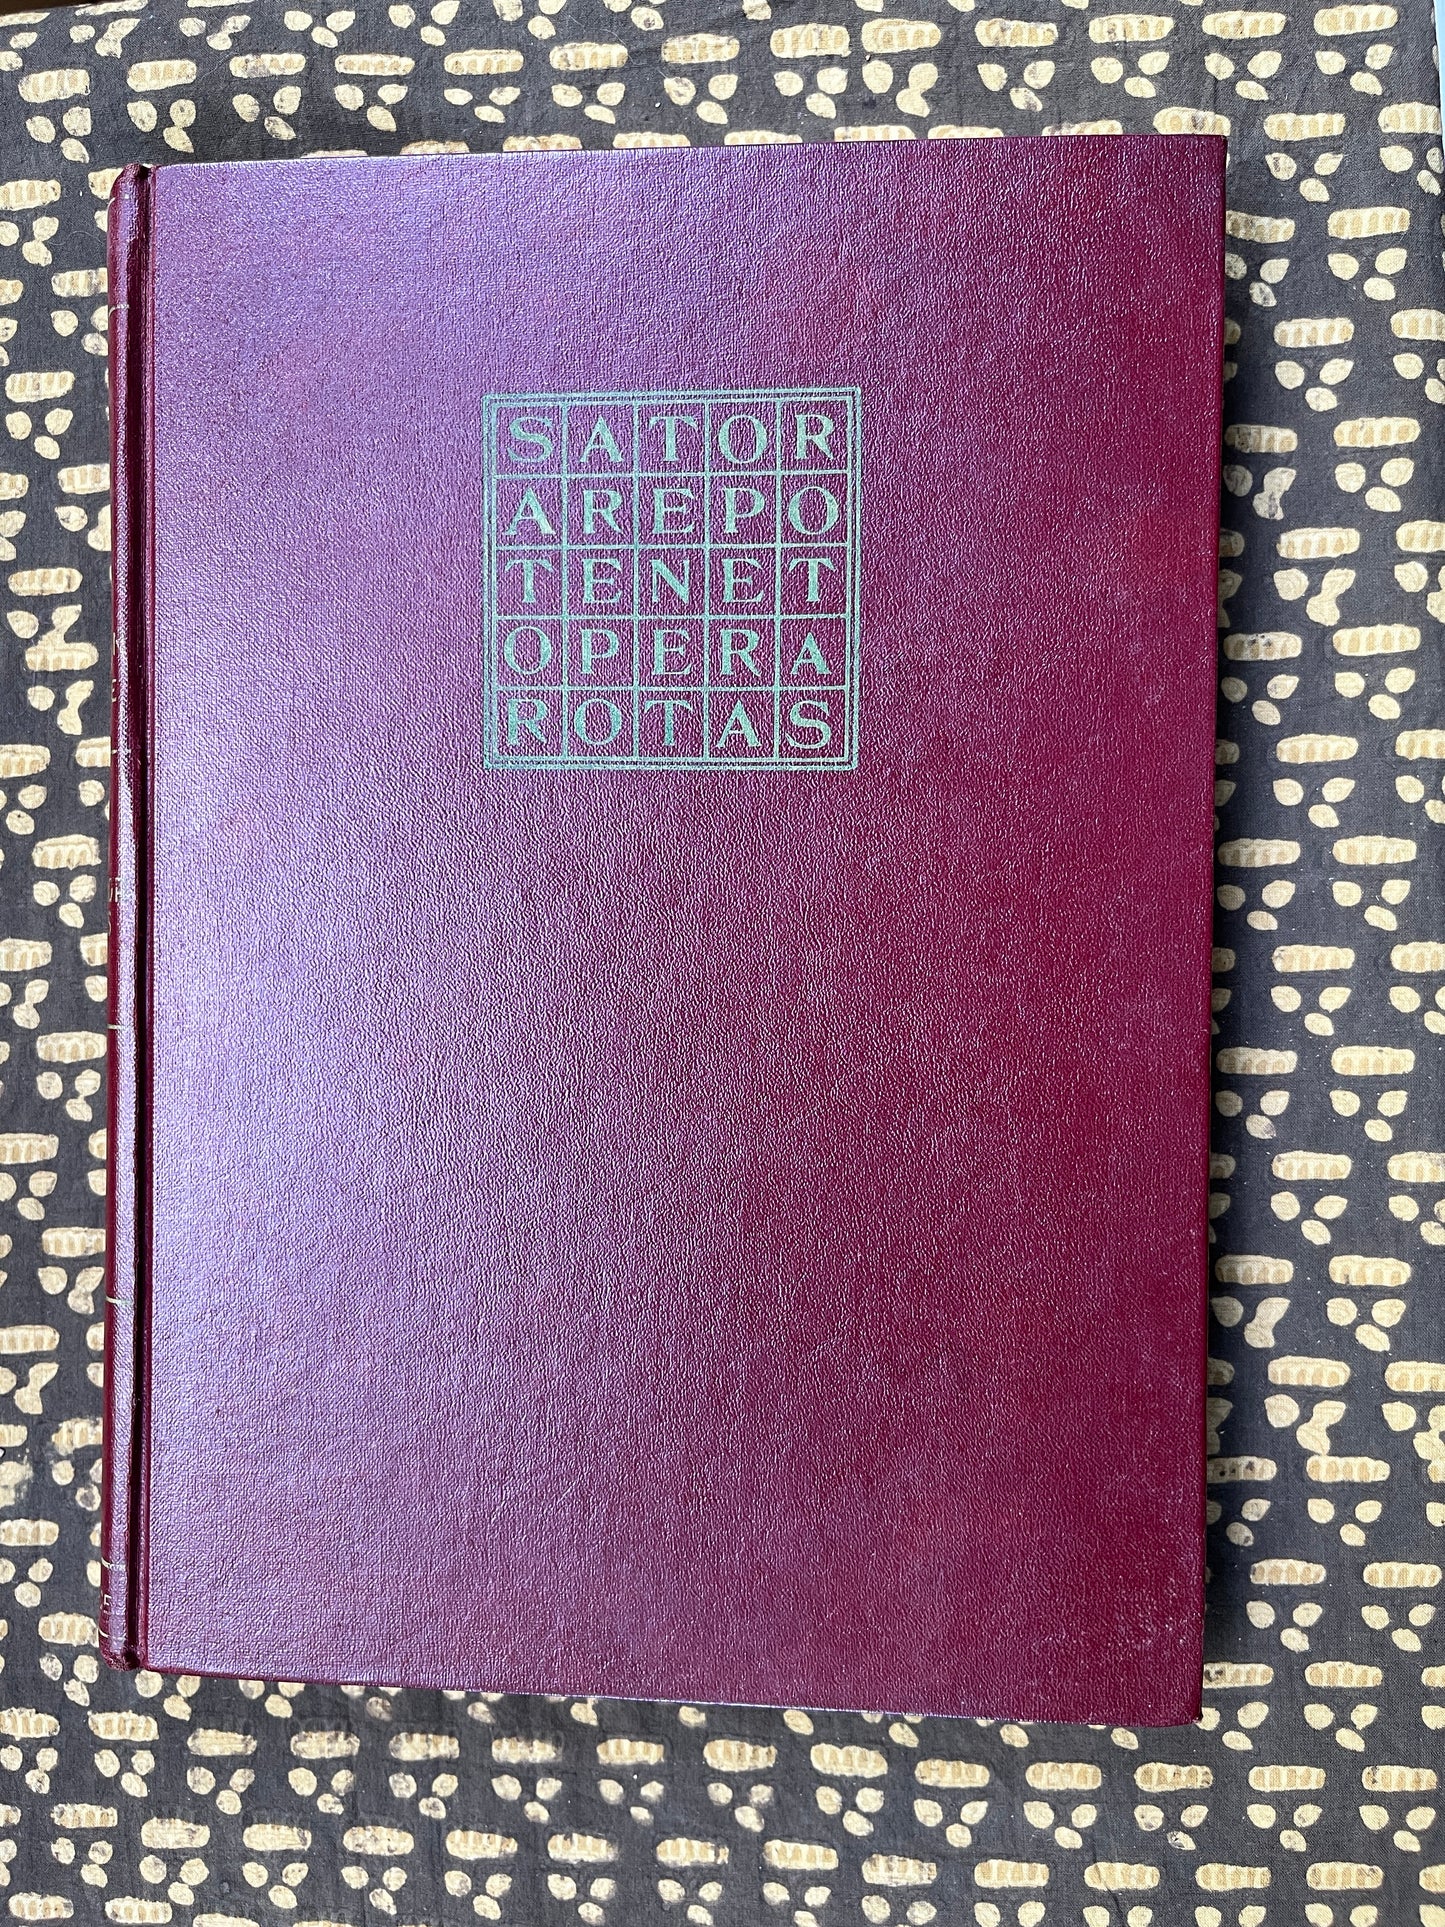 SATOR
AREPO
TENET
OPERA
ROTAS